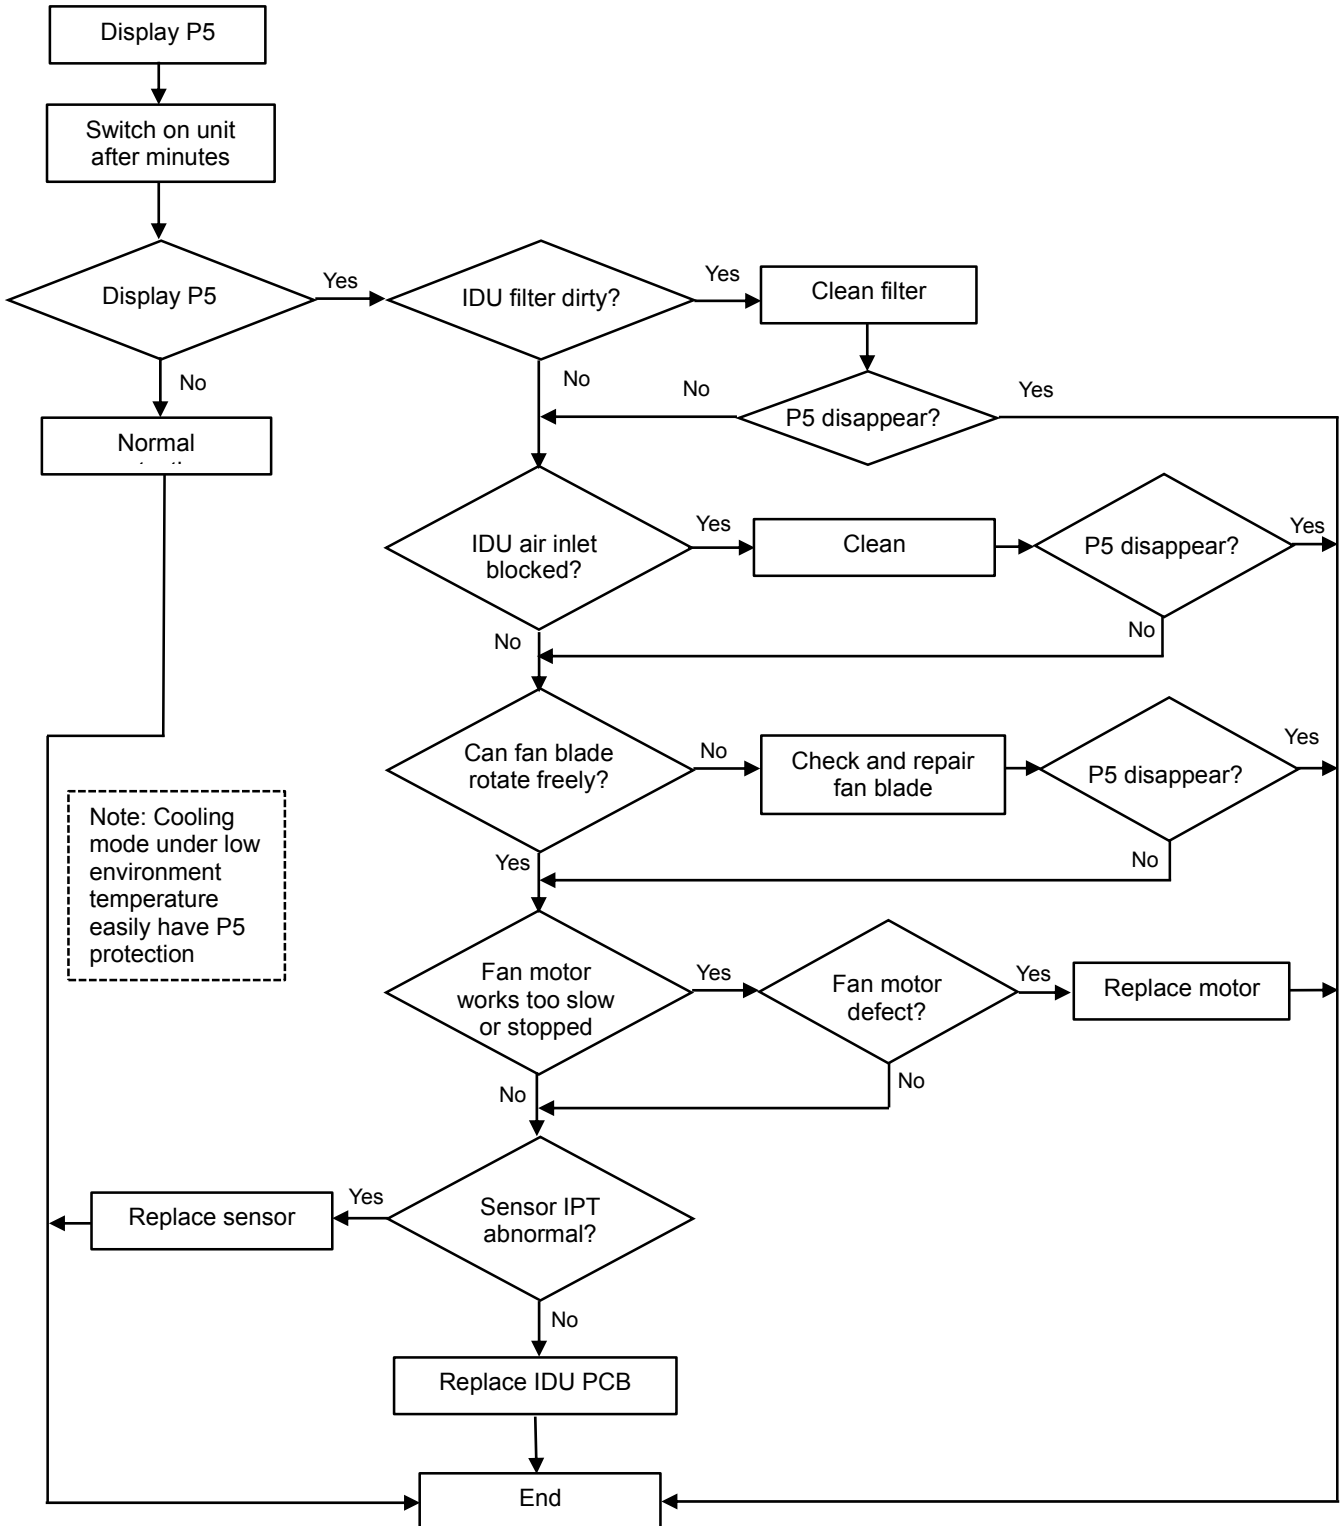 Display P5
Switch on unit
after minutes
Display P5
Yes
IDU filter dirty?
Yes
Clean filter
No
No
No
P5 disappear?
Yes
Normal
IDU air inlet
blocked?
Yes
Clean
P5 disappear?
Yes
No
No
Can fan blade
rotate freely?
No
Check and repair
fan blade
P5 disappear?
Yes
Yes
No
Note: Cooling
mode under low
environment
temperature
easily have P5
protection
Fan motor
works too slow
or stopped
Yes
Fan motor
defect?
Yes
Replace motor
No
No
Replace sensor
Yes
Sensor IPT
abnormal?
No
Replace IDU PCB
End